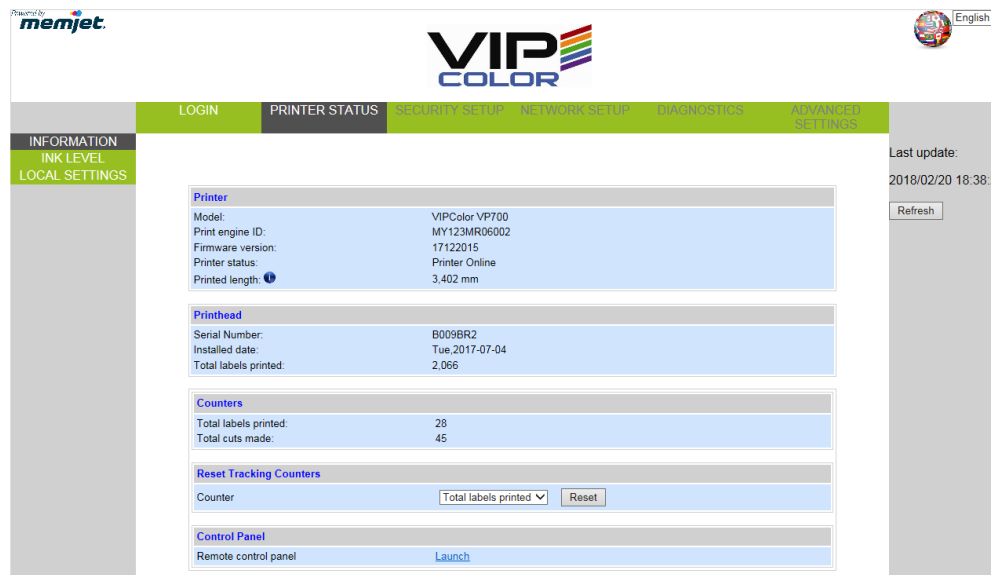 Powered by
memjet.
English
VIP
COLOR
LOGIN PRINTER STATUS SECURITY SETUP NETWORK SETUP DIAGNOSTICS ADVANCED
SETTINGS
INFORMATION
INK LEVEL
LOCAL SETTINGS
Last update:
2018/02/20 18:38:
Refresh
Printer
Model: VIPColor VP700
Print engine ID: MY123MR06002
Firmware version: 17122015
Printer status: Printer Online
Printed length: i 3,402 mm
Printhead
Serial Number: B009BR2
Installed date: Tue,2017-07-04
Total labels printed: 2,066
Counters
Total labels printed: 28
Total cuts made: 45
Reset Tracking Counters
Counter Total labels printed Reset
Control Panel
Remote control panel Launch